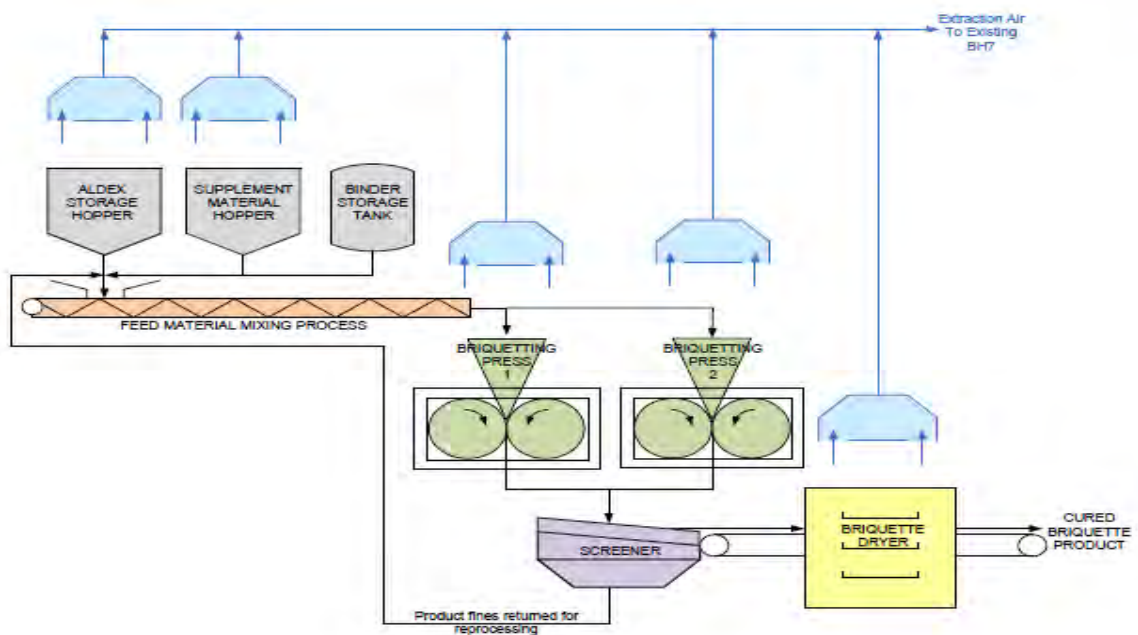 Extraction Air
To Existing
BH7
ALDEX
STORAGE
HOPPER
SUPPLEMENT
MATERIAL
HOPPER
BINDER
STORAGE
TANK
FEED MATERIAL MIXING PROCESS
BRIQUETTING
PRESS
1
BRIQUETTING
PRESS
2
SCREENER
BRIQUETTE
DRYER
CURED
BRIQUETTE
PRODUCT
Product fines returned for
reprocessing